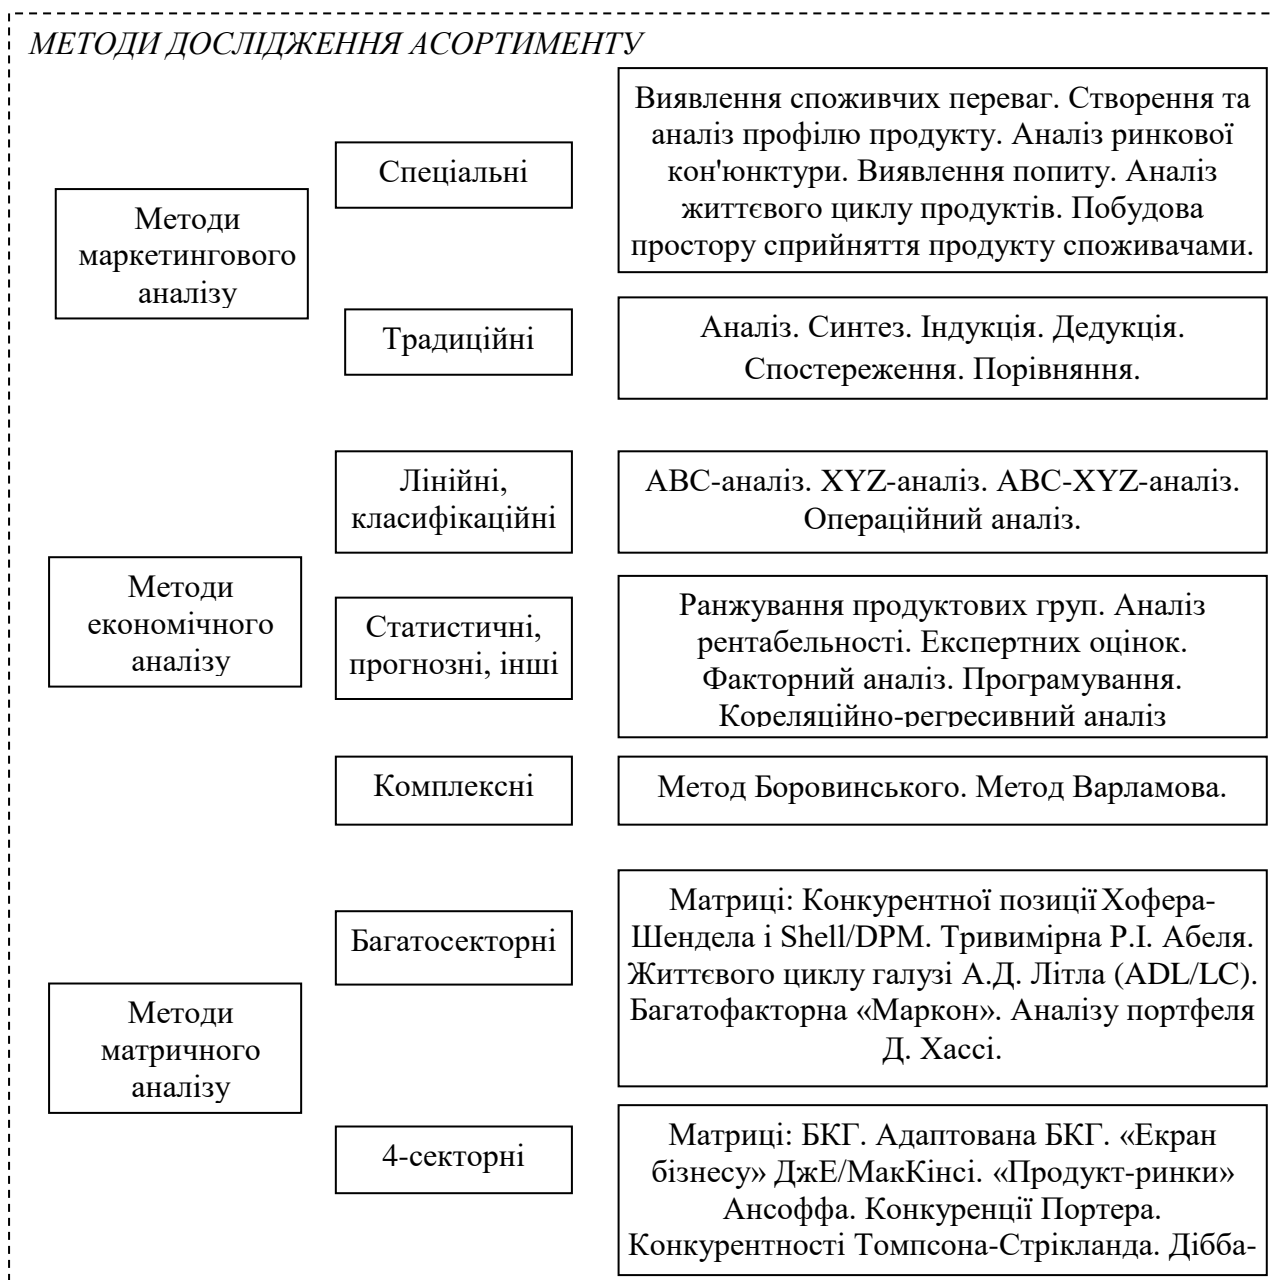 МЕТОДИ ДОСЛІДЖЕННЯ АСОРТИМЕНТУ
Методи
маркетингового
аналізу
Спеціальні
Виявлення споживчих переваг. Створення та
аналіз профілю продукту. Аналіз ринкової
кон'юнктури. Виявлення попиту. Аналіз
життєвого циклу продуктів. Побудова
простору сприйняття продукту споживачами.
Традиційні
Аналіз. Синтез. Індукція. Дедукція.
Спостереження. Порівняння.
Методи
економічного
аналізу
Лінійні,
класифікаційні
АВС-аналіз. XYZ-аналіз. ABC-XYZ-аналіз.
Операційний аналіз.
Статистичні,
прогнозні, інші
Ранжування продуктових груп. Аналіз
рентабельності. Експертних оцінок.
Факторний аналіз. Програмування.
Кореляційно-регресивний аналіз
Комплексні
Метод Боровинського. Метод Варламова.
Методи
матричного
аналізу
Багатосекторні
Матриці: Конкурентної позиції Хофера-
Шендела і Shell/DPM. Тривимірна Р.І. Абеля.
Життєвого циклу галузі А.Д. Літла (ADL/LC).
Багатофакторна «Маркон». Аналізу портфеля
Д. Хассі.
4-секторні
Матриці: БКГ. Адаптована БКГ. «Екран
бізнесу» ДжЕ/МакКінсі. «Продукт-ринки»
Ансоффа. Конкуренції Портера.
Конкурентності Томпсона-Стрікланда. Дібба-